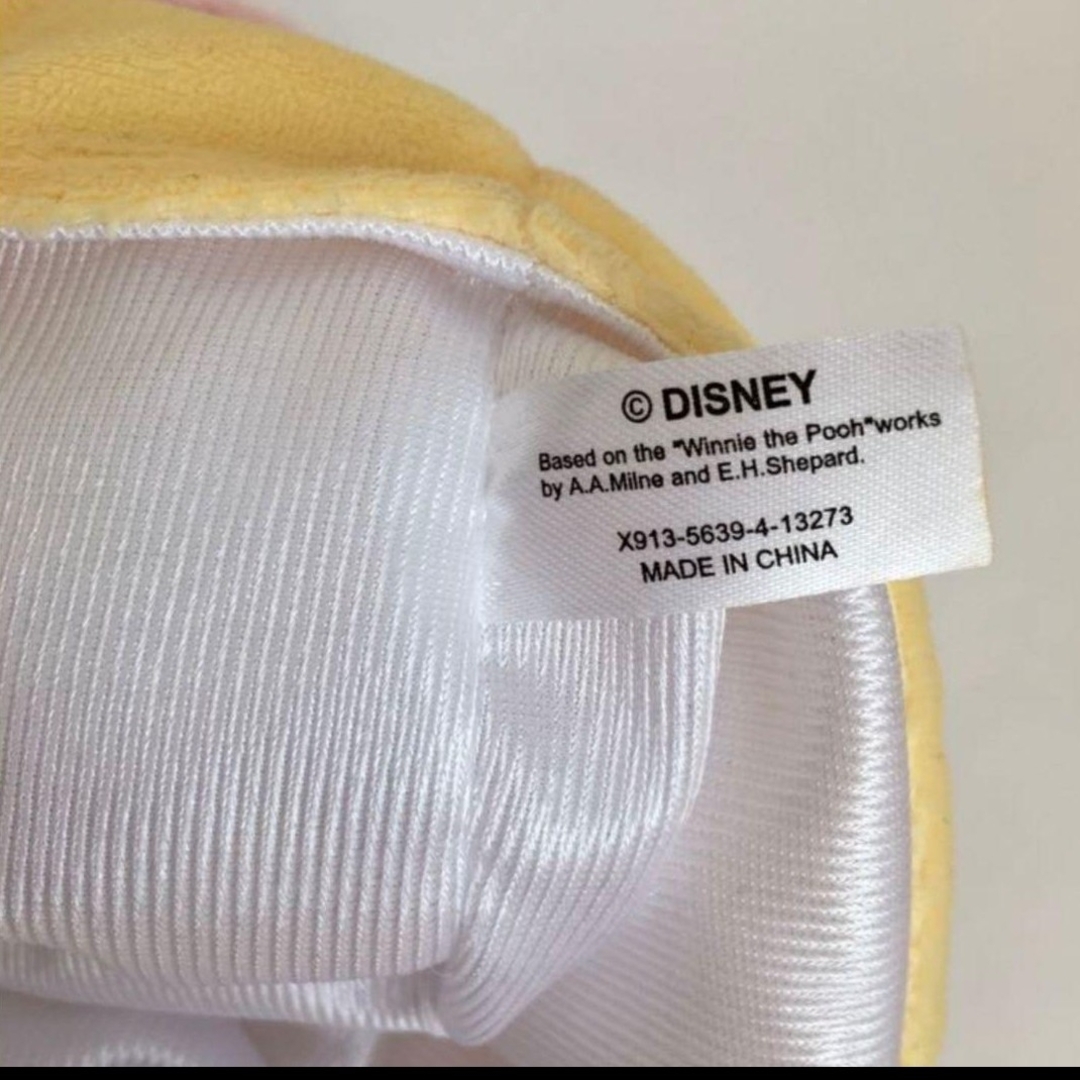 © DISNEY
Based on the "Winnie the Pooh"works
by A.A.Milne and E.H.Shepard.
X913-5639-4-13273
MADE IN CHINA